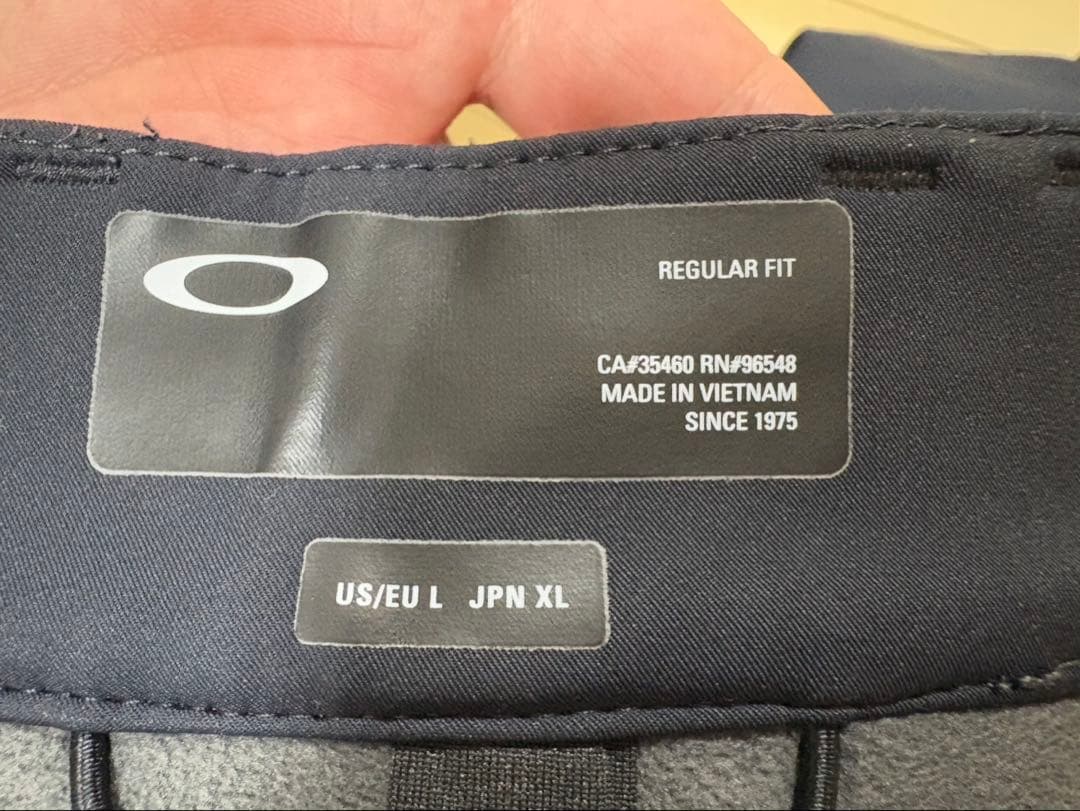 REGULAR FIT
CA#35460 RN#96548
MADE IN VIETNAM
SINCE 1975
US/EU L JPN XL